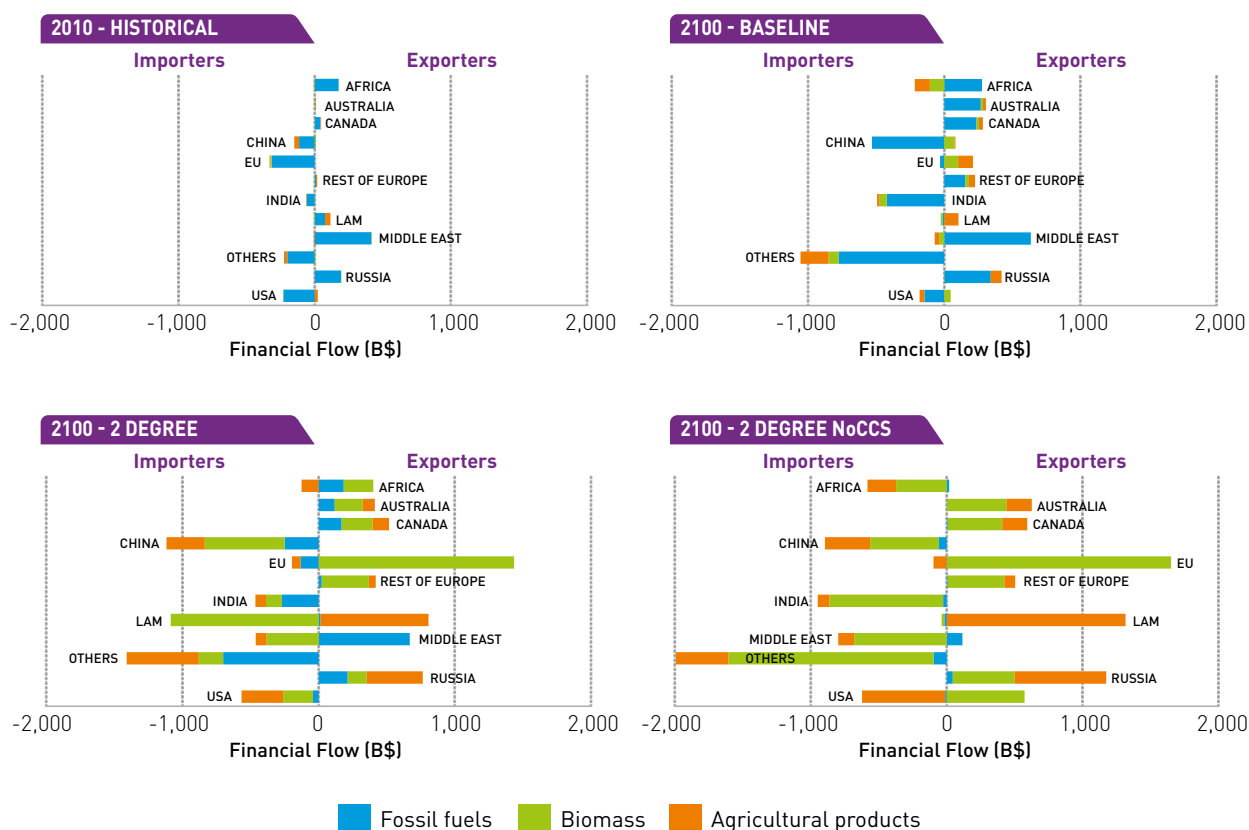 2010 - HISTORICAL
Importers Exporters
AFRICA
AUSTRALIA
CANADA
CHINA
EU
REST OF EUROPE
INDIA
LAM
MIDDLE EAST
OTHERS
RUSSIA
USA
-2,000 -1,000 0 1,000 2,000
Financial Flow (B$)
2100 - BASELINE
Importers Exporters
AFRICA
AUSTRALIA
CANADA
CHINA
EU
REST OF EUROPE
INDIA
LAM
MIDDLE EAST
OTHERS
RUSSIA
USA
-2,000 -1,000 0 1,000 2,000
Financial Flow (B$)
2100 - 2 DEGREE
Importers Exporters
AFRICA
AUSTRALIA
CANADA
CHINA
EU
REST OF EUROPE
INDIA
LAM
MIDDLE EAST
OTHERS
RUSSIA
USA
-2,000 -1,000 0 1,000 2,000
Financial Flow (B$)
2100 - 2 DEGREE NoCCS
Importers Exporters
AFRICA
AUSTRALIA
CANADA
CHINA
EU
REST OF EUROPE
INDIA
LAM
MIDDLE EAST
OTHERS
RUSSIA
USA
-2,000 -1,000 0 1,000 2,000
Financial Flow (B$)
Fossil fuels Biomass Agricultural products